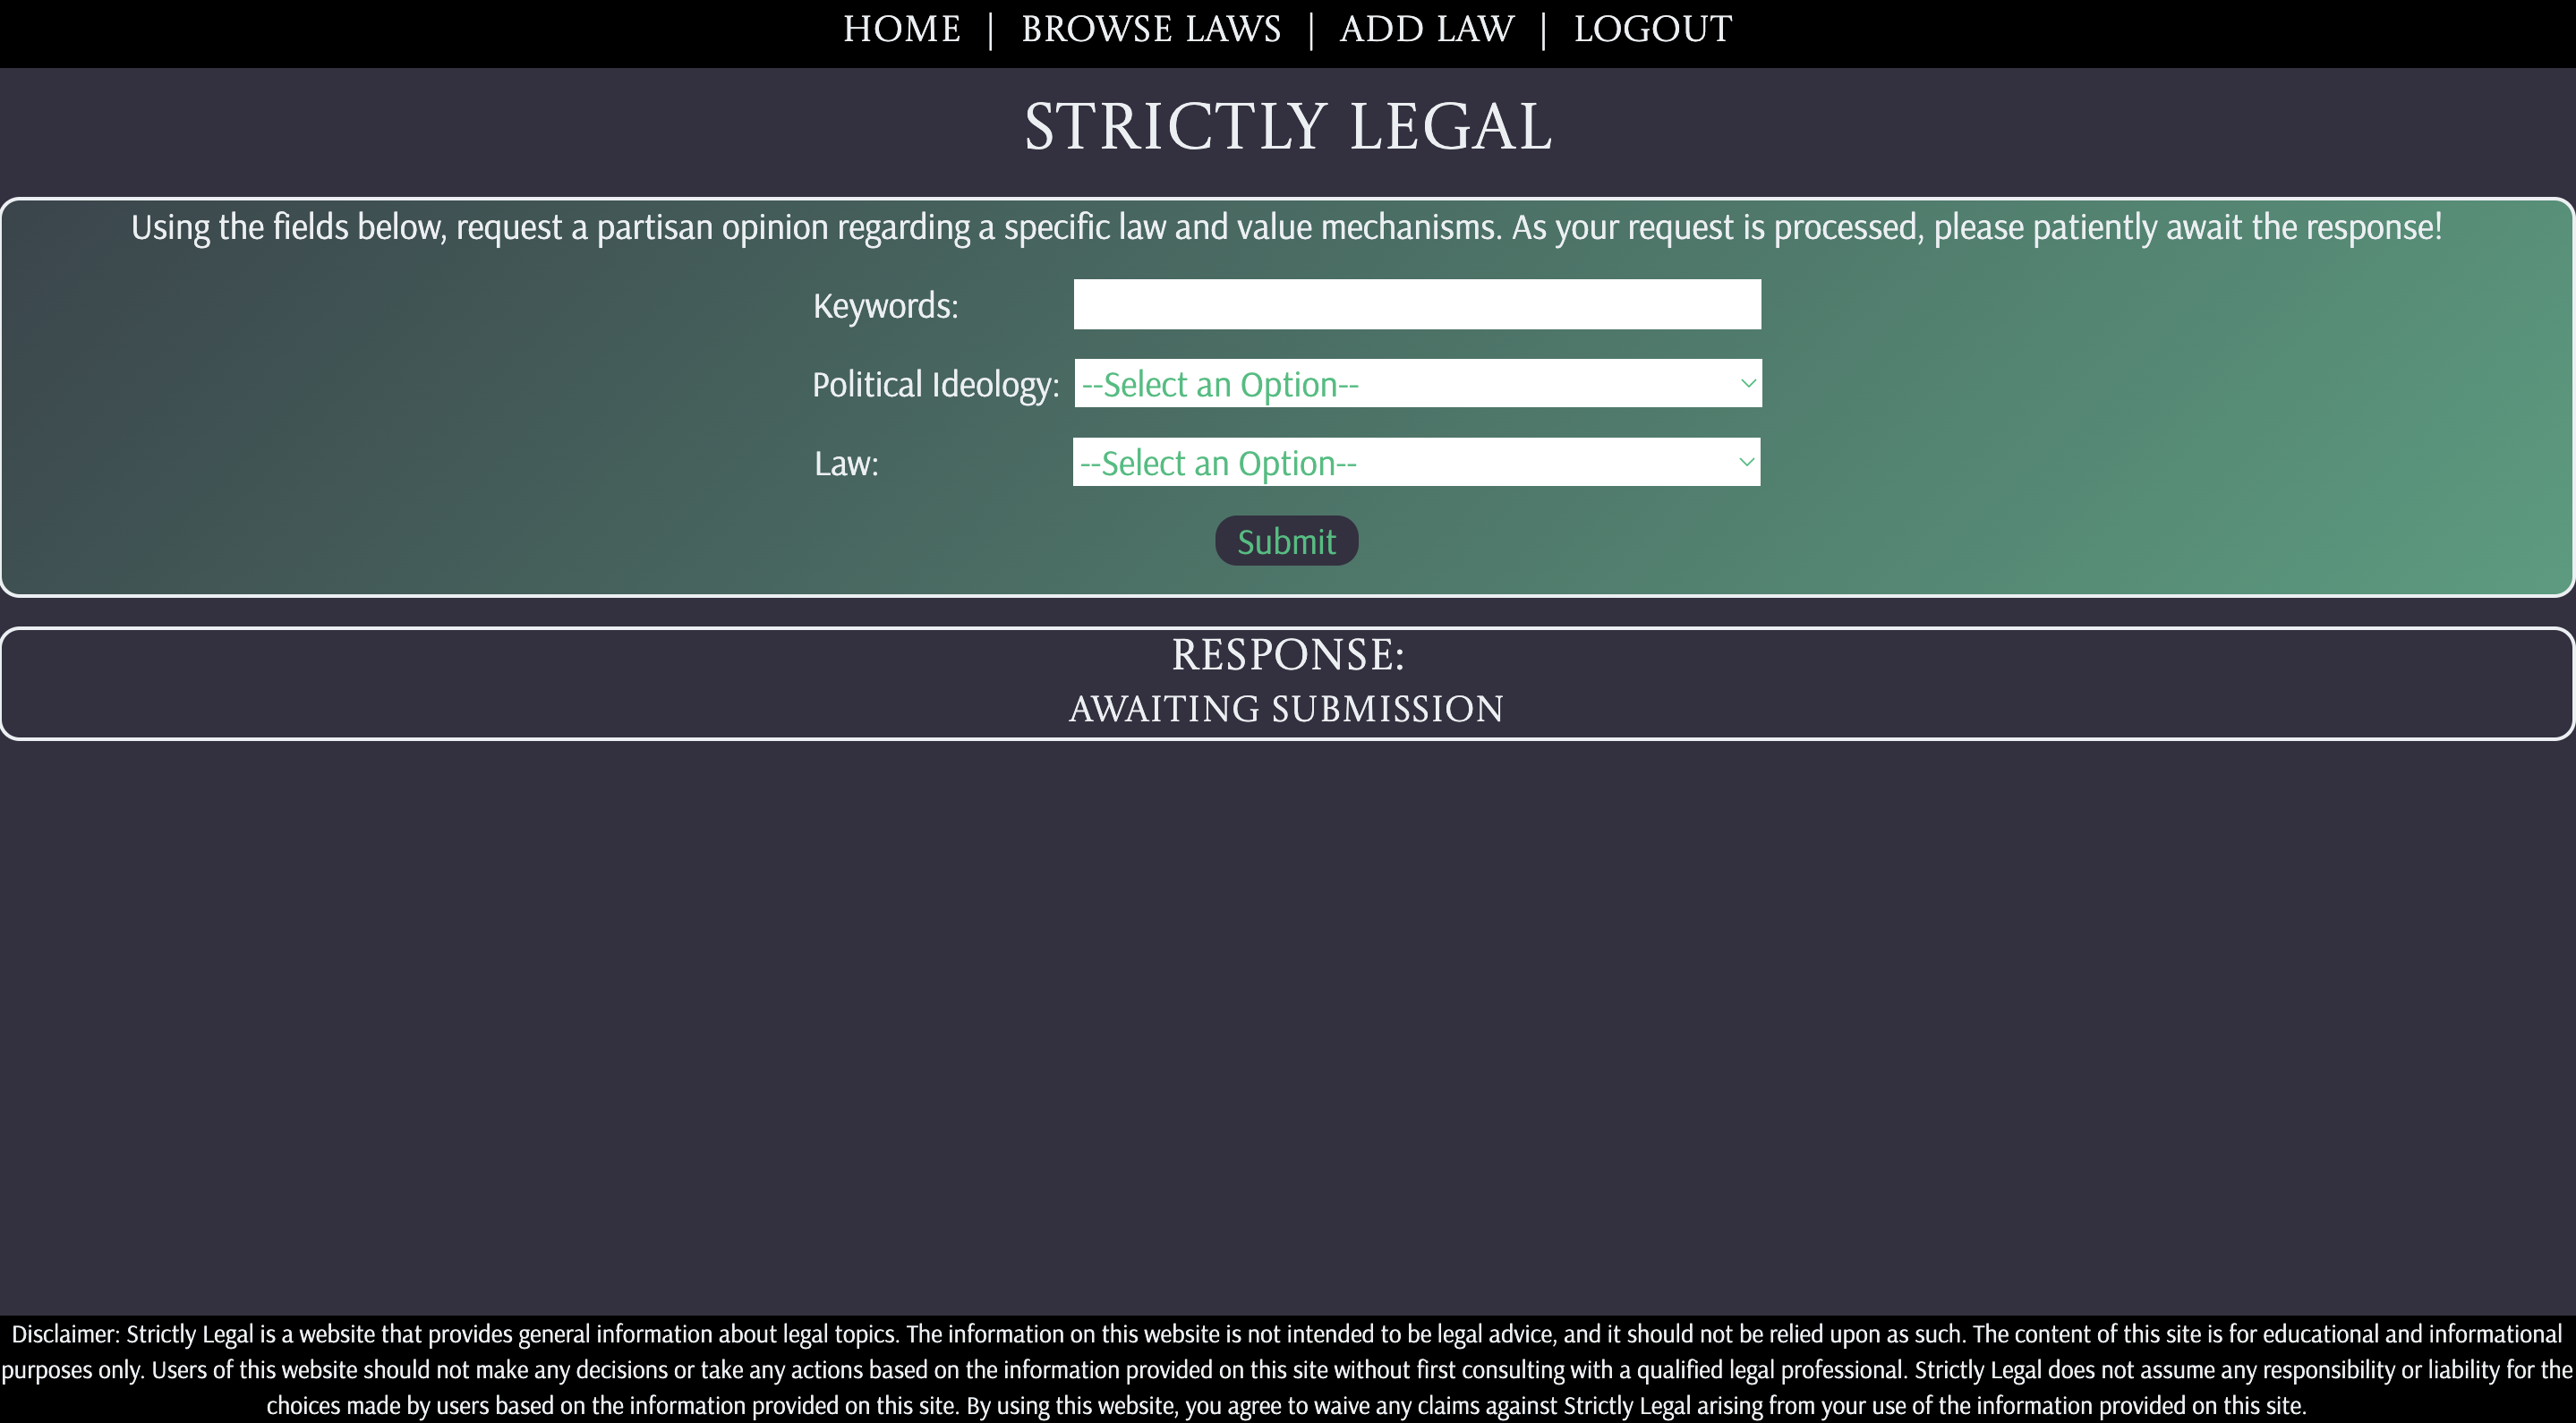 HOME | BROWSE LAWS | ADD LAW | LOGOUT
STRICTLY LEGAL
Using the fields below, request a partisan opinion regarding a specific law and value mechanisms. As your request is processed, please patiently await the response!
Keywords:
Political Ideology: --Select an Option--
Law: --Select an Option--
Submit
RESPONSE:
AWAITING SUBMISSION
Disclaimer: Strictly Legal is a website that provides general information about legal topics. The information on this website is not intended to be legal advice, and it should not be relied upon as such. The content of this site is for educational and informational
purposes only. Users of this website should not make any decisions or take any actions based on the information provided on this site without first consulting with a qualified legal professional. Strictly Legal does not assume any responsibility or liability for the
choices made by users based on the information provided on this site. By using this website, you agree to waive any claims against Strictly Legal arising from your use of the information provided on this site.